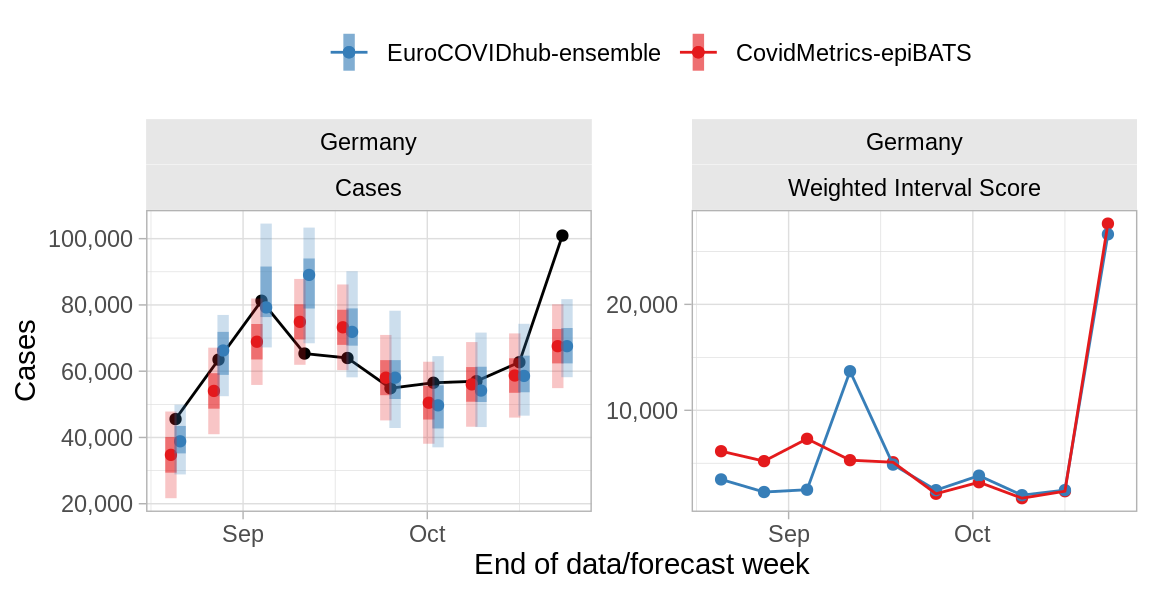 EuroCOVIDhub-ensemble CovidMetrics-epiBATS
Germany
Cases
Cases
100,000
80,000
60,000
40,000
20,000
Sep Oct
Germany
Weighted Interval Score
20,000
10,000
Sep Oct
End of data/forecast week